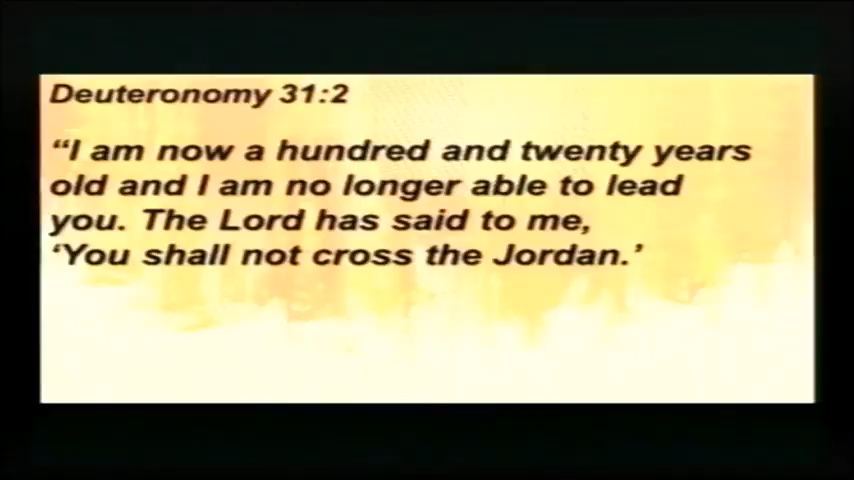 Deuteronomy 31:2
“I am now a hundred and twenty years
old and I am no longer able to lead
you. The Lord has said to me,
‘You shall not cross the Jordan.’